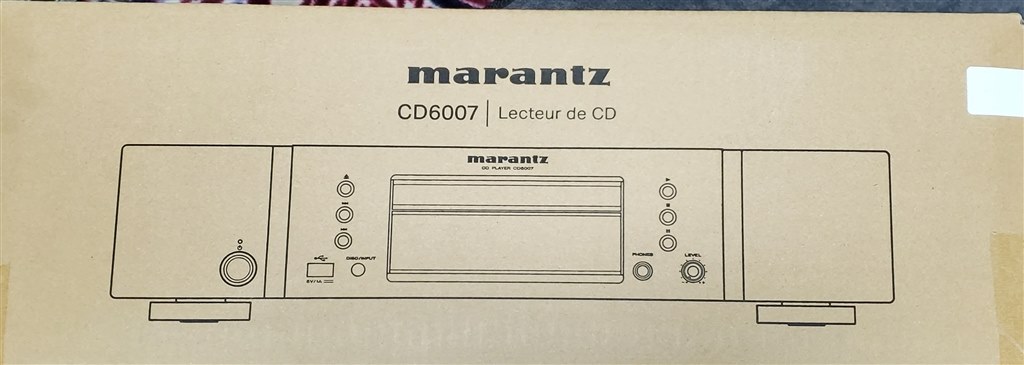 marantz
CD6007 | Lecteur de CD
marantz
CD PLAYER CD6007
DISC/INPUT
5V/1A
PHONES
LEVEL
- +